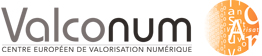 Valconum
CENTRE EUROPÉEN DE VALORISATION NUMÉRIQUE